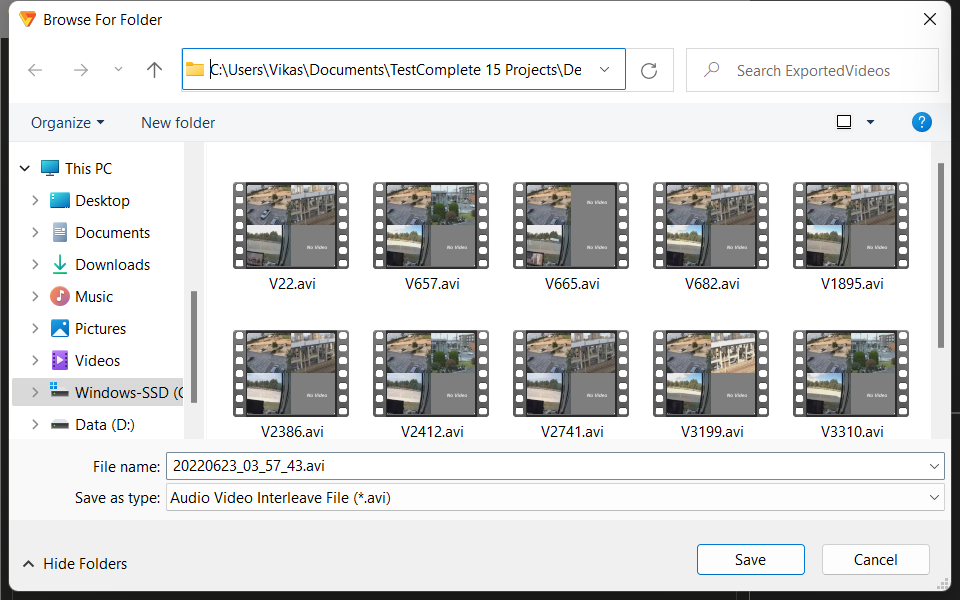 Browse For Folder
C:\Users\Vikas\Documents\TestComplete 15 Projects\De
Search ExportedVideos
Organize
New folder
?
This PC
Desktop
Documents
Downloads
Music
Pictures
Videos
Windows-SSD (C
Data (D:)
No Video
No Video
No Video
No Video
No Video
No Video
V22.avi
V657.avi
V665.avi
V682.avi
V1895.avi
No Video
No Video
No Video
No Video
No Video
V2386.avi
V2412.avi
V2741.avi
V3199.avi
V3310.avi
File name:
20220623_03_57_43.avi
Save as type:
Audio Video Interleave File (*.avi)
Hide Folders
Save
Cancel